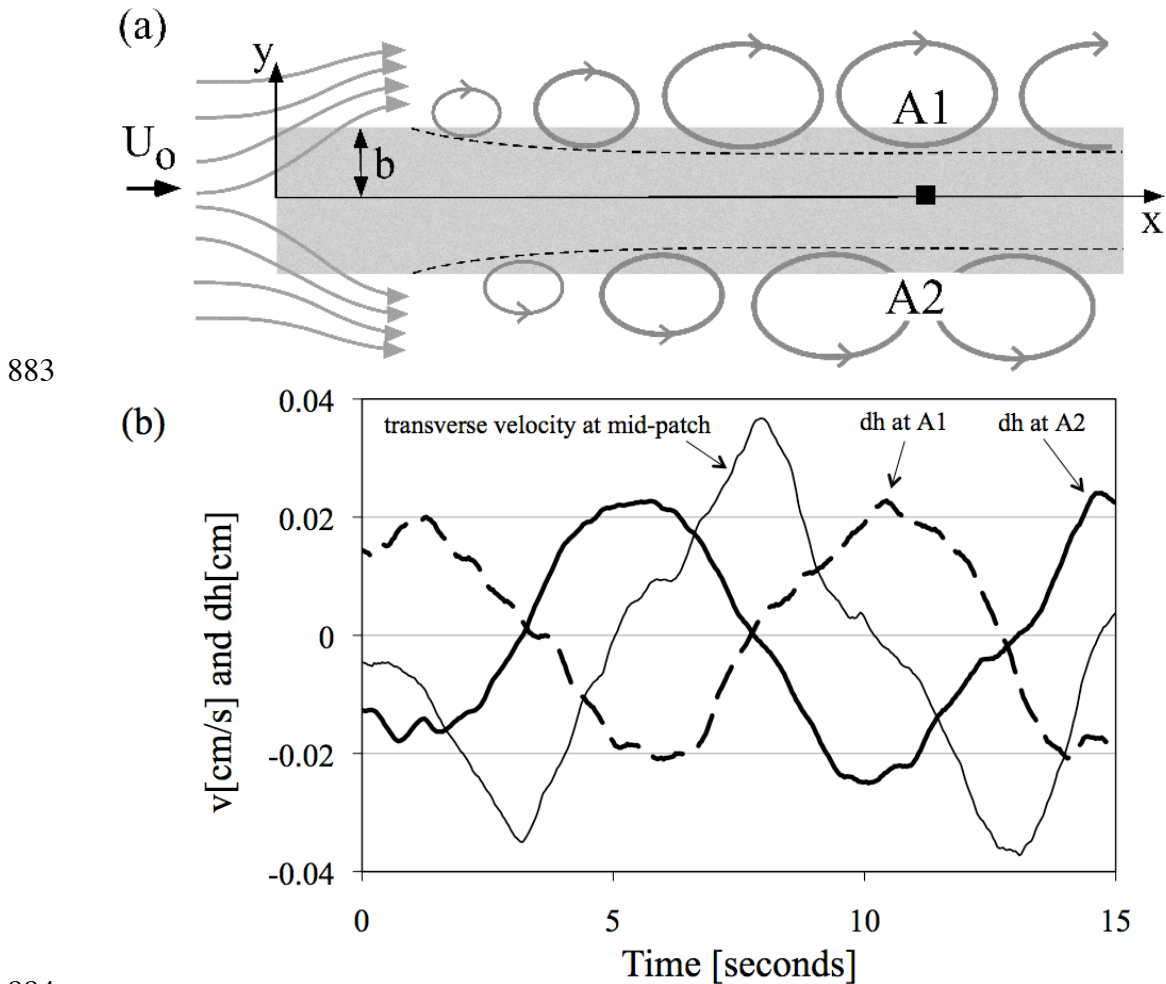 (a)
y
A1
U₀
b
x
A2
883
(b)
0.04
transverse velocity at mid-patch
dh at A1
dh at A2
0.02
0
-0.02
-0.04
v[cm/s] and dh[cm]
0
5
10
15
Time [seconds]